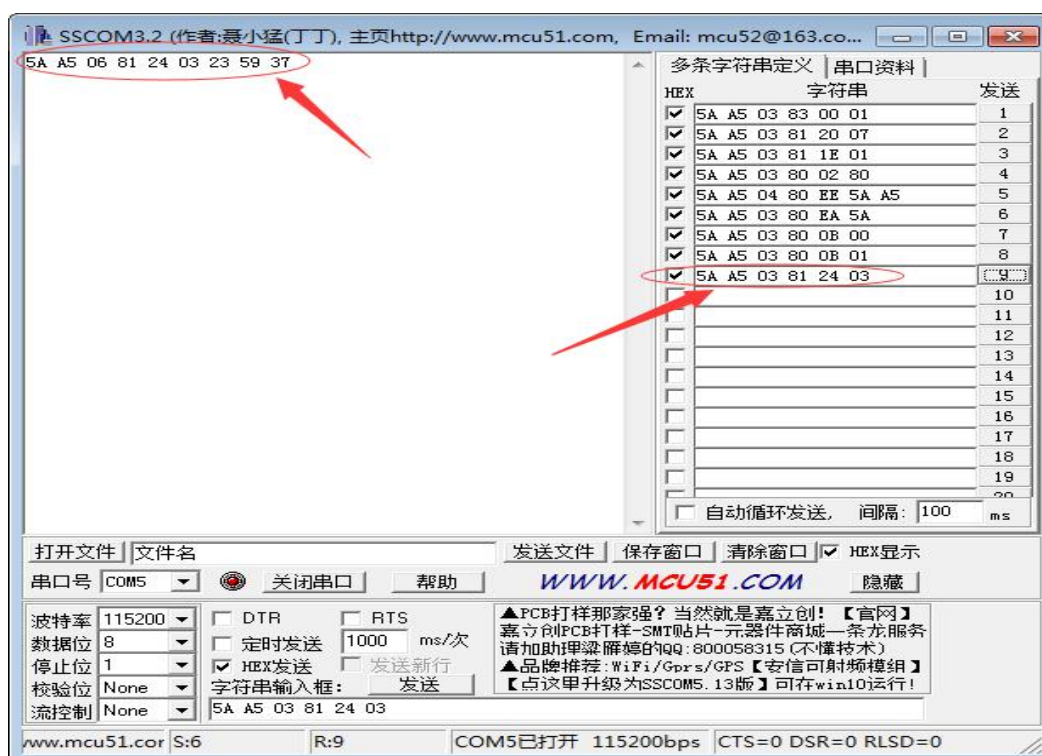 SSCOM3.2 (作者:聂小猛(丁丁), 主页http://www.mcu51.com, Email: mcu52@163.co...
5A A5 06 81 24 03 23 59 37
多条字符串定义 串口资料
HEX 字符串 发送
5A A5 03 83 00 01 1
5A A5 03 81 20 07 2
5A A5 03 81 1E 01 3
5A A5 03 80 02 80 4
5A A5 04 80 EE 5A A5 5
5A A5 03 80 EA 5A 6
5A A5 03 80 0B 00 7
5A A5 03 80 0B 01 8
5A A5 03 81 24 03 9
10
11
12
13
14
15
16
17
18
19
20
自动循环发送, 间隔: 100 ms
打开文件 文件名 发送文件 保存窗口 清除窗口 HEX显示
串口号 COM5 关闭串口 帮助 WWW.MCU51.COM 隐藏
波特率 115200 DTR RTS
数据位 8 定时发送 1000 ms/次
停止位 1 HEX发送 发送新行
校验位 None 字符串输入框: 发送
流控制 None 5A A5 03 81 24 03
▲PCB打样那家强? 当然就是嘉立创! 【官网】
嘉立创PCB打样-SMT贴片-元器件商城—条龙服务
请加助理梁雁婷的QQ:800058315 (不懂技术)
▲品牌推荐:WiFi/Gprs/GPS【安信可射频模组】
【点这里升级为SSCOM5.13版】可在win10运行!
www.mcu51.cor S:6 R:9 COM5已打开 115200bps CTS=0 DSR=0 RLSD=0